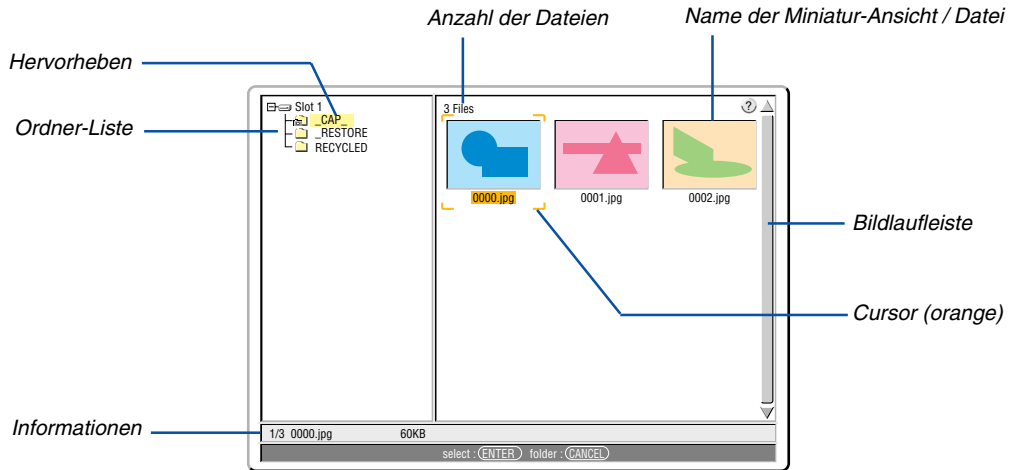 Anzahl der Dateien
Name der Miniatur-Ansicht / Datei
Hervorheben
Ordner-Liste
Slot 1
_CAP_
_RESTORE
RECYCLED
3 Files
?
0000.jpg
0001.jpg
0002.jpg
Bildlaufleiste
Cursor (orange)
Informationen
1/3 0000.jpg 60KB
select : ENTER folder : CANCEL